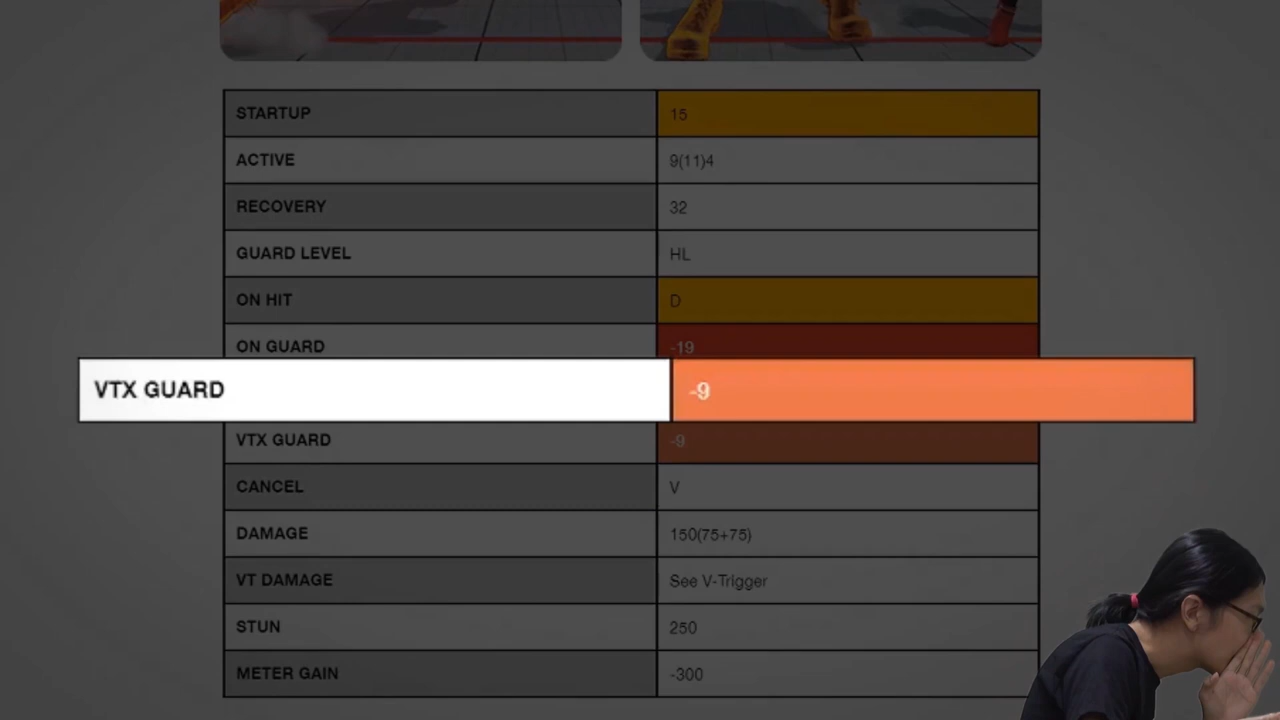 STARTUP 15
ACTIVE 9(11)4
RECOVERY 32
GUARD LEVEL HL
ON HIT D
ON GUARD -19
VTX GUARD -9
VTX GUARD -9
CANCEL V
DAMAGE 150(75+75)
VT DAMAGE See V-Trigger
STUN 250
METER GAIN -300